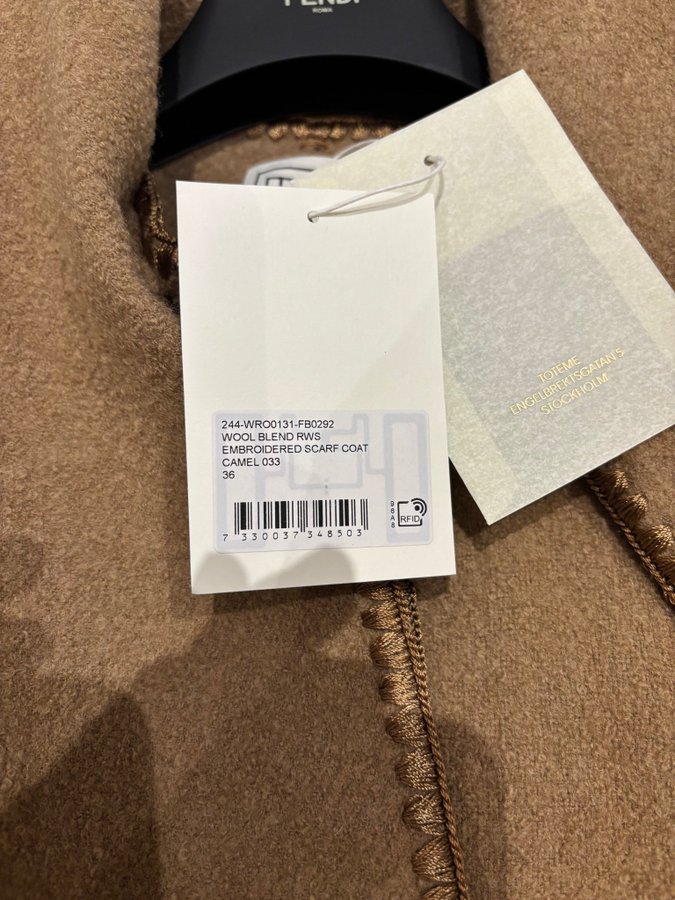 FENDI
ROMA
244-WRO0131-FB0292
WOOL BLEND RWS
EMBROIDERED SCARF COAT
CAMEL 033
36
7 330037 348503
96A8
RFID
TOTEME
ENGELBREKTSGATAN 5
STOCKHOLM